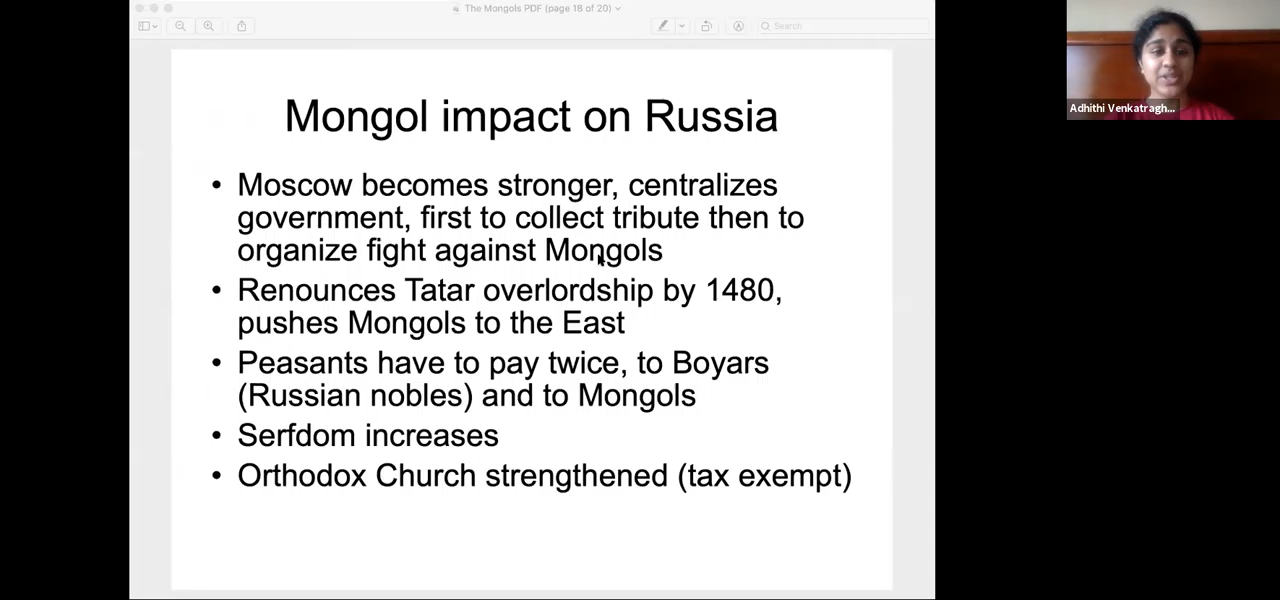 The Mongols PDF (page 18 of 20)
Search
Mongol impact on Russia
• Moscow becomes stronger, centralizes
government, first to collect tribute then to
organize fight against Mongols
• Renounces Tatar overlordship by 1480,
pushes Mongols to the East
• Peasants have to pay twice, to Boyars
(Russian nobles) and to Mongols
• Serfdom increases
• Orthodox Church strengthened (tax exempt)
Adhithi Venkatragh...